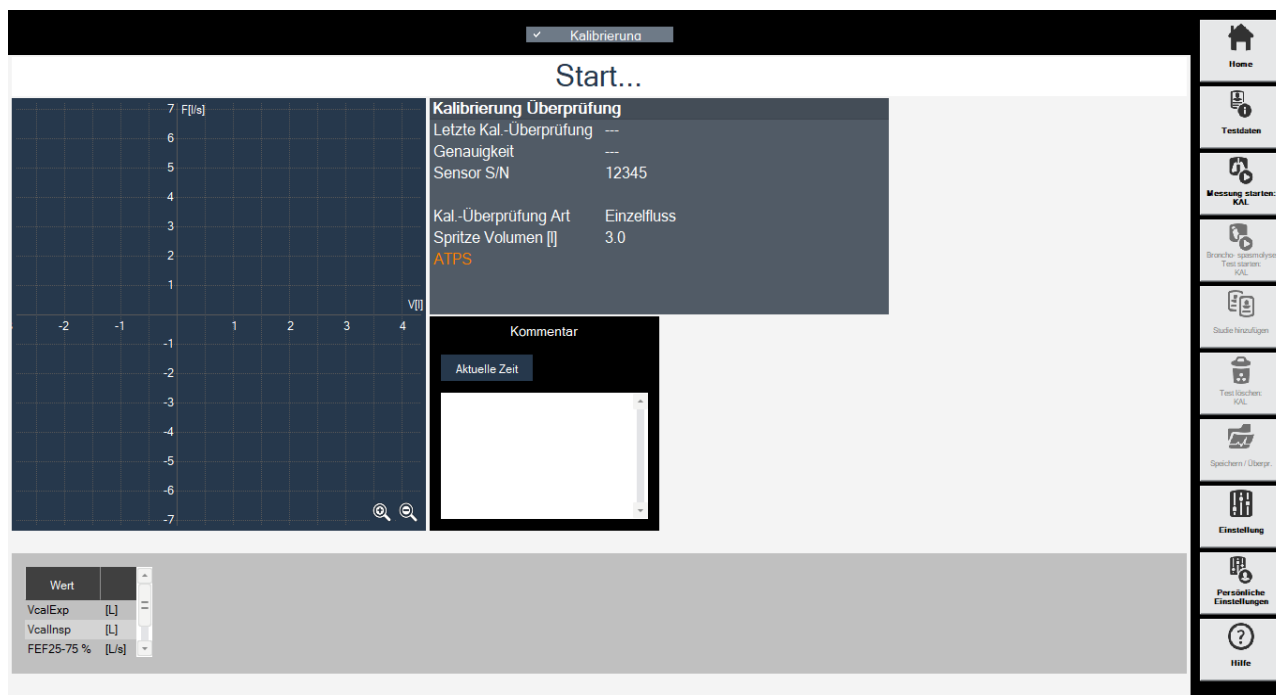 Kalibrierung
Start...
7 F[l/s]
6
5
4
3
2
1
V[l]
-2 -1 1 2 3 4
-1
-2
-3
-4
-5
-6
-7
Kalibrierung Überprüfung
Letzte Kal.-Überprüfung ---
Genauigkeit ---
Sensor S/N 12345
Kal.-Überprüfung Art Einzelfluss
Spritze Volumen [l] 3.0
ATPS
Kommentar
Aktuelle Zeit
Wert
VcalExp [L]
VcalInsp [L]
FEF25-75 % [L/s]
Home
Testdaten
Messung starten:
KAL
Broncho- spasmolyse
Test starten:
KAL
Studie hinzufügen
Test löschen:
KAL
Speichern / Überpr.
Einstellung
Persönliche
Einstellungen
Hilfe